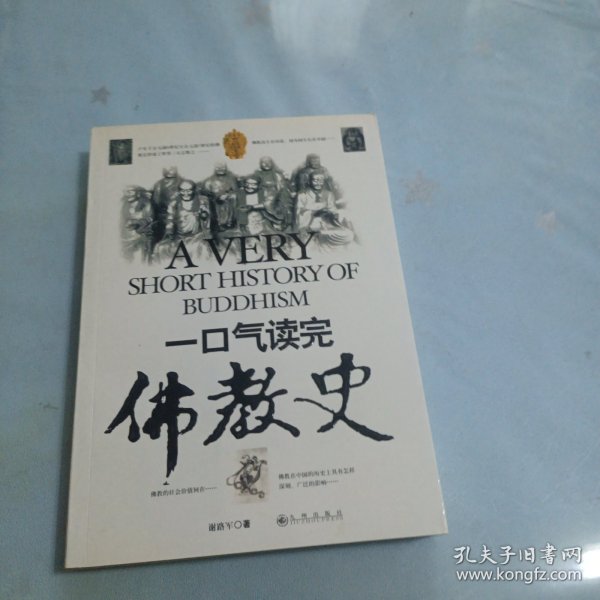 A VERY
SHORT HISTORY OF
BUDDHISM
一口气读完
佛教史
佛教的社会价值何在……
佛教在中国的历史上具有怎样
深刻、广泛的影响……
谢路军◎著
九州出版社
孔夫子旧书网
www.kongfz.com